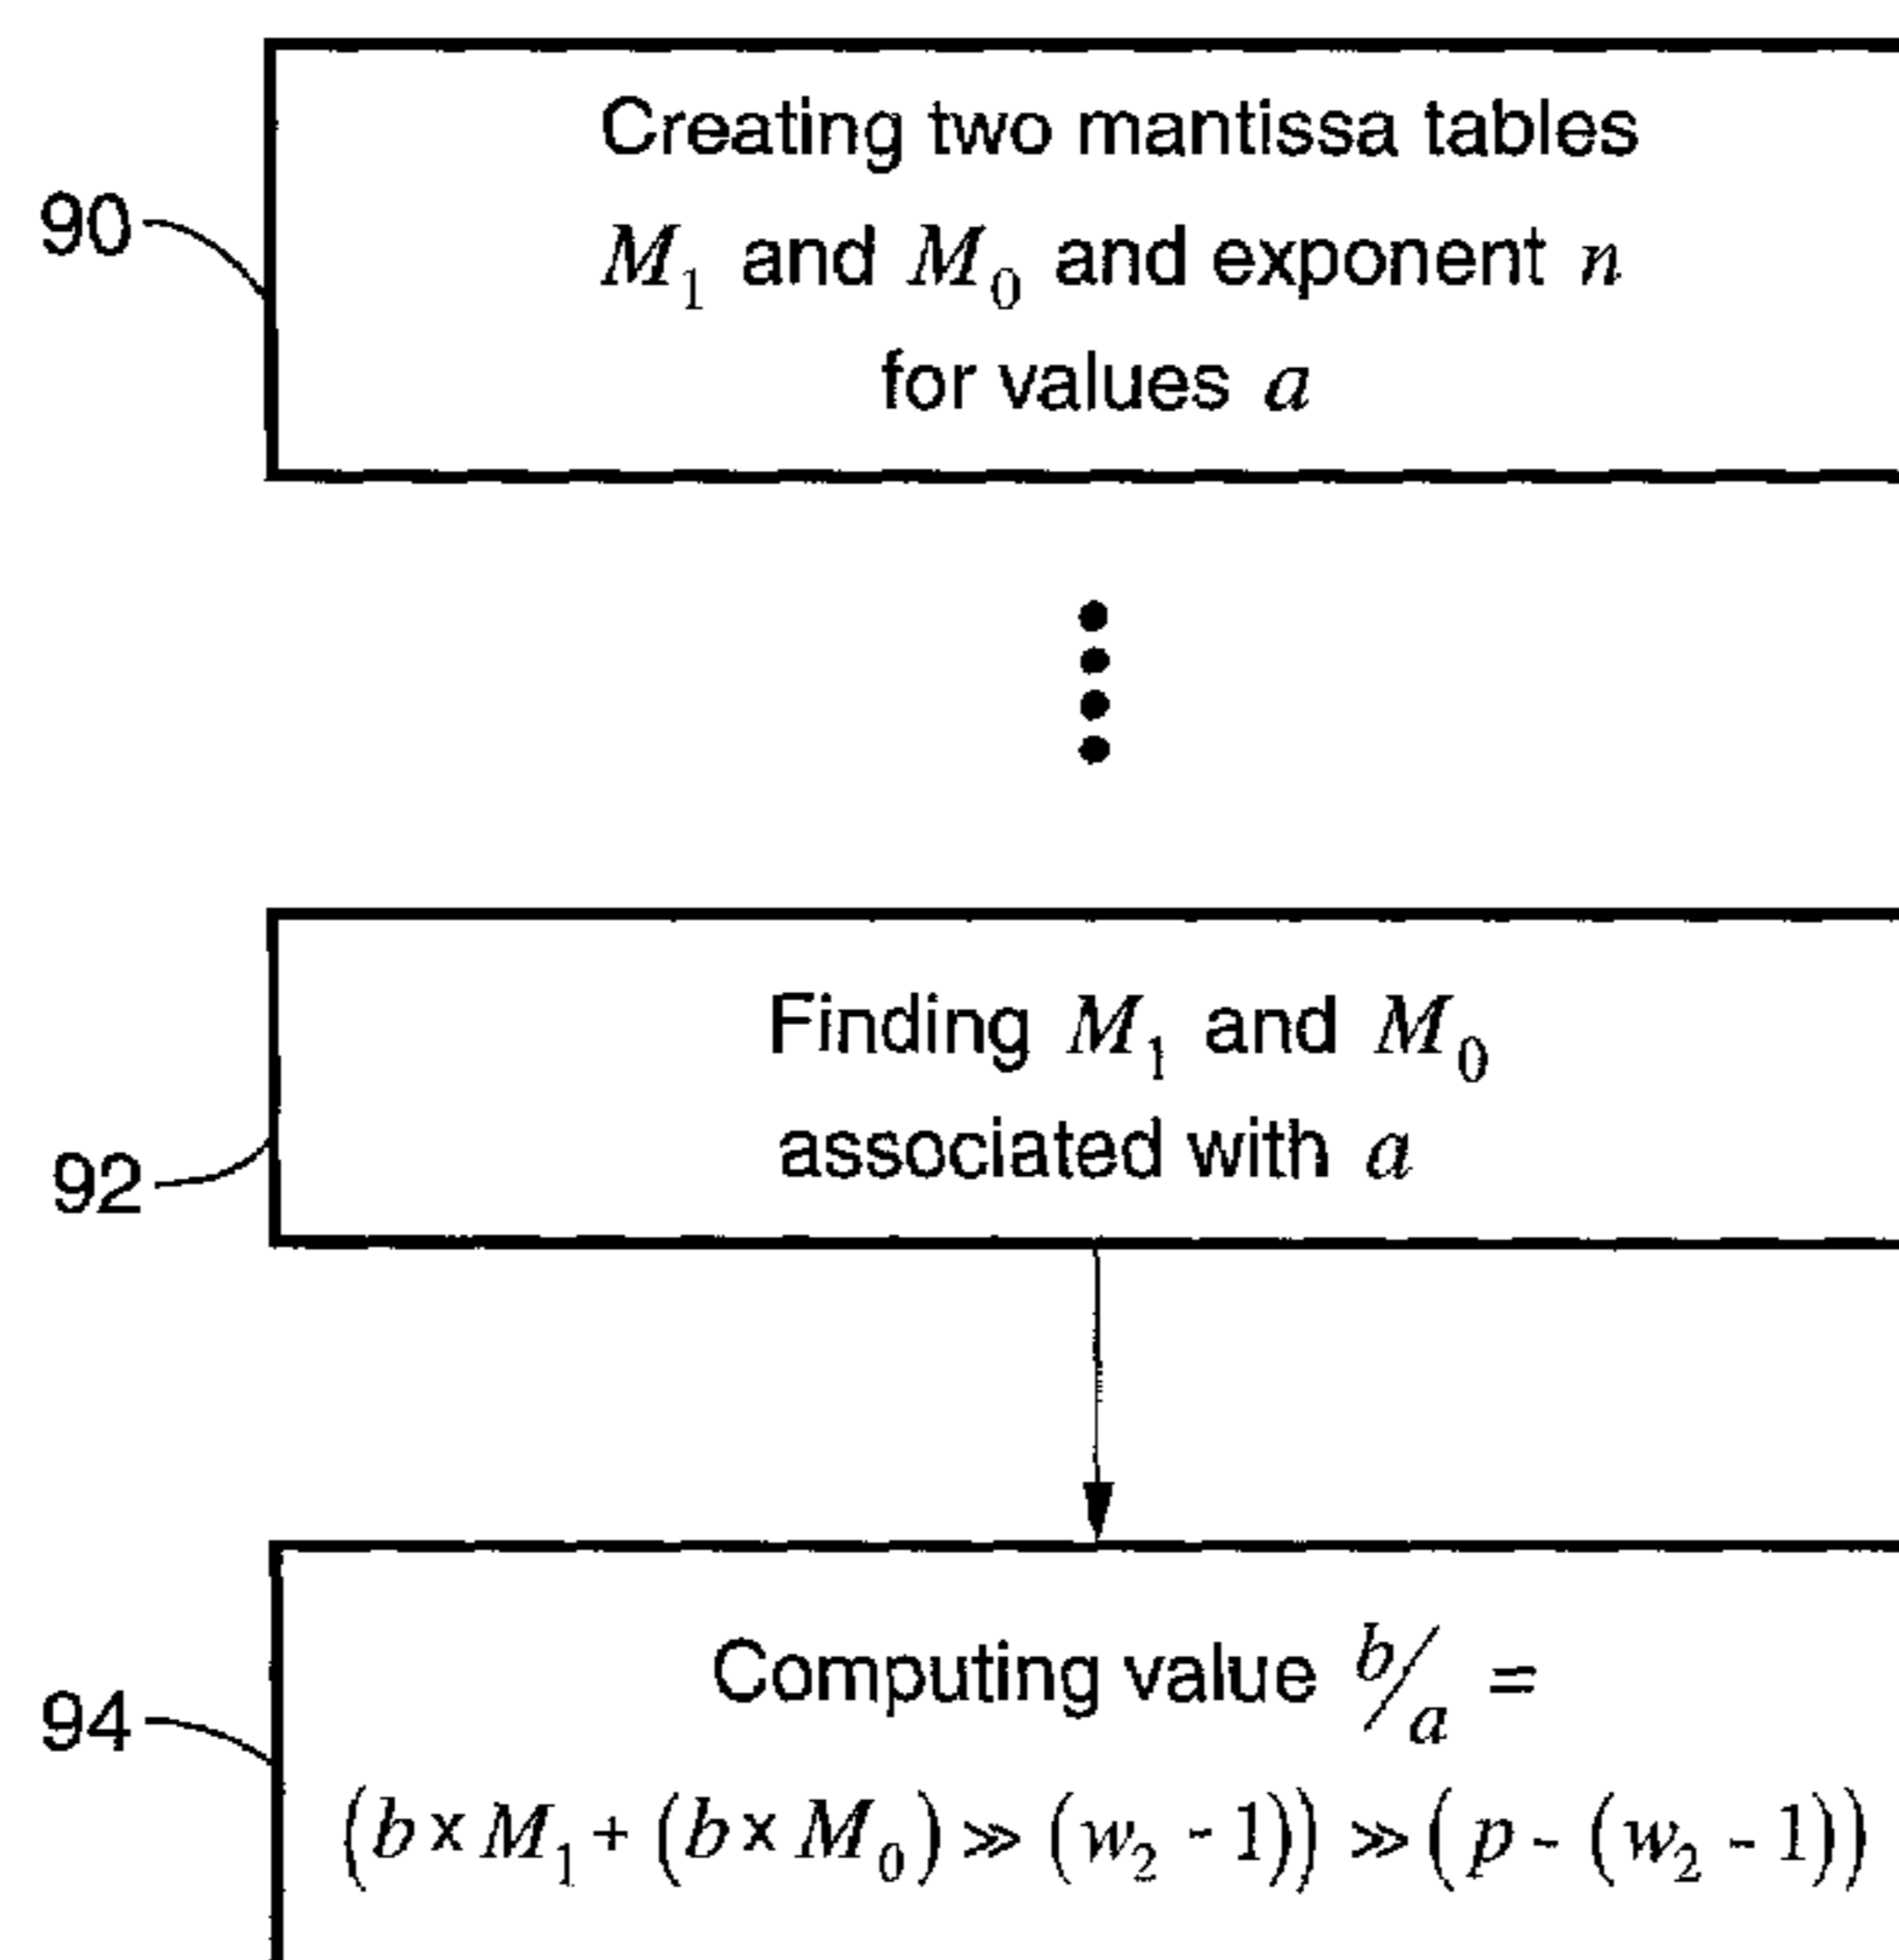 Creating two mantissa tables
90
M₁ and M₀ and exponent n
for values a
Finding M₁ and M₀
associated with a
92
Computing value b/a =
94
(b × M₁ + (b × M₀) ≫ (w₂ - 1)) ≫ (p - (w₂ - 1))